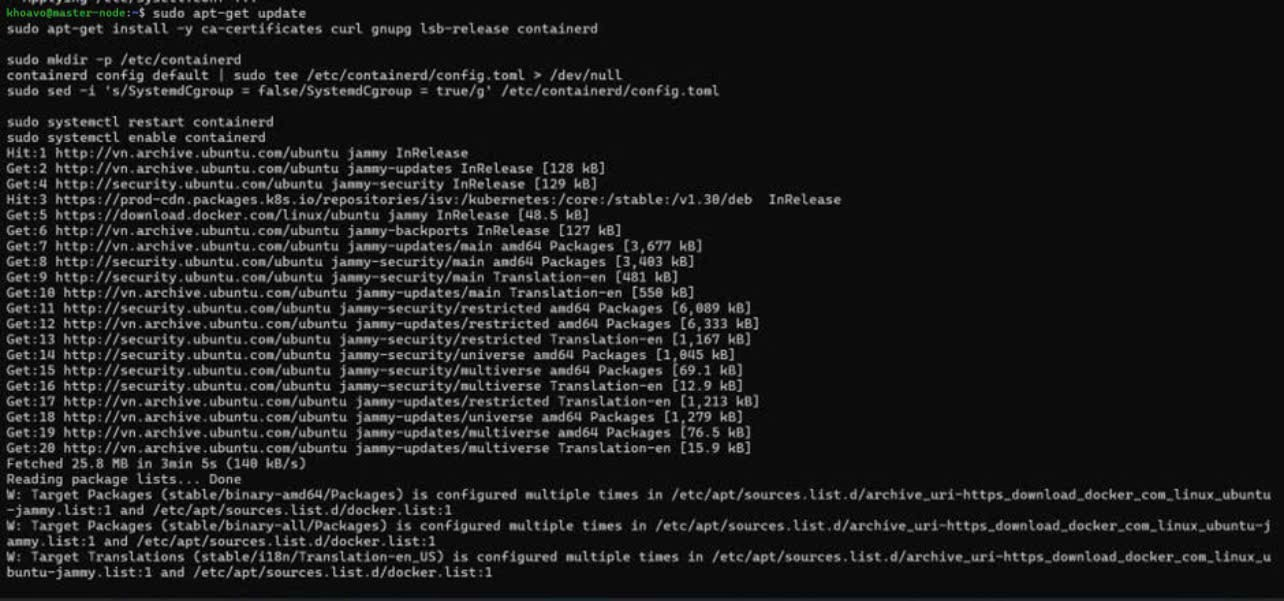 Applying /etc/sysctl.conf ...
khoavo@master-node:~$ sudo apt-get update
sudo apt-get install -y ca-certificates curl gnupg lsb-release containerd
sudo mkdir -p /etc/containerd
containerd config default | sudo tee /etc/containerd/config.toml > /dev/null
sudo sed -i 's/SystemdCgroup = false/SystemdCgroup = true/g' /etc/containerd/config.toml
sudo systemctl restart containerd
sudo systemctl enable containerd
Hit:1 http://vn.archive.ubuntu.com/ubuntu jammy InRelease
Get:2 http://vn.archive.ubuntu.com/ubuntu jammy-updates InRelease [128 kB]
Get:4 http://security.ubuntu.com/ubuntu jammy-security InRelease [129 kB]
Hit:3 https://prod-cdn.packages.k8s.io/repositories/isv:/kubernetes:/core:/stable:/v1.30/deb  InRelease
Get:5 https://download.docker.com/linux/ubuntu jammy InRelease [48.5 kB]
Get:6 http://vn.archive.ubuntu.com/ubuntu jammy-backports InRelease [127 kB]
Get:7 http://vn.archive.ubuntu.com/ubuntu jammy-updates/main amd64 Packages [3,677 kB]
Get:8 http://security.ubuntu.com/ubuntu jammy-security/main amd64 Packages [3,403 kB]
Get:9 http://security.ubuntu.com/ubuntu jammy-security/main Translation-en [481 kB]
Get:10 http://vn.archive.ubuntu.com/ubuntu jammy-updates/main Translation-en [550 kB]
Get:11 http://security.ubuntu.com/ubuntu jammy-security/restricted amd64 Packages [6,089 kB]
Get:12 http://vn.archive.ubuntu.com/ubuntu jammy-updates/restricted amd64 Packages [6,333 kB]
Get:13 http://security.ubuntu.com/ubuntu jammy-security/restricted Translation-en [1,167 kB]
Get:14 http://security.ubuntu.com/ubuntu jammy-security/universe amd64 Packages [1,045 kB]
Get:15 http://security.ubuntu.com/ubuntu jammy-security/multiverse amd64 Packages [69.1 kB]
Get:16 http://security.ubuntu.com/ubuntu jammy-security/multiverse Translation-en [12.9 kB]
Get:17 http://vn.archive.ubuntu.com/ubuntu jammy-updates/restricted Translation-en [1,213 kB]
Get:18 http://vn.archive.ubuntu.com/ubuntu jammy-updates/universe amd64 Packages [1,279 kB]
Get:19 http://vn.archive.ubuntu.com/ubuntu jammy-updates/multiverse amd64 Packages [76.5 kB]
Get:20 http://vn.archive.ubuntu.com/ubuntu jammy-updates/multiverse Translation-en [15.9 kB]
Fetched 25.8 MB in 3min 5s (140 kB/s)
Reading package lists... Done
W: Target Packages (stable/binary-amd64/Packages) is configured multiple times in /etc/apt/sources.list.d/archive_uri-https_download_docker_com_linux_ubuntu
-jammy.list:1 and /etc/apt/sources.list.d/docker.list:1
W: Target Packages (stable/binary-all/Packages) is configured multiple times in /etc/apt/sources.list.d/archive_uri-https_download_docker_com_linux_ubuntu-j
ammy.list:1 and /etc/apt/sources.list.d/docker.list:1
W: Target Translations (stable/i18n/Translation-en_US) is configured multiple times in /etc/apt/sources.list.d/archive_uri-https_download_docker_com_linux_u
buntu-jammy.list:1 and /etc/apt/sources.list.d/docker.list:1